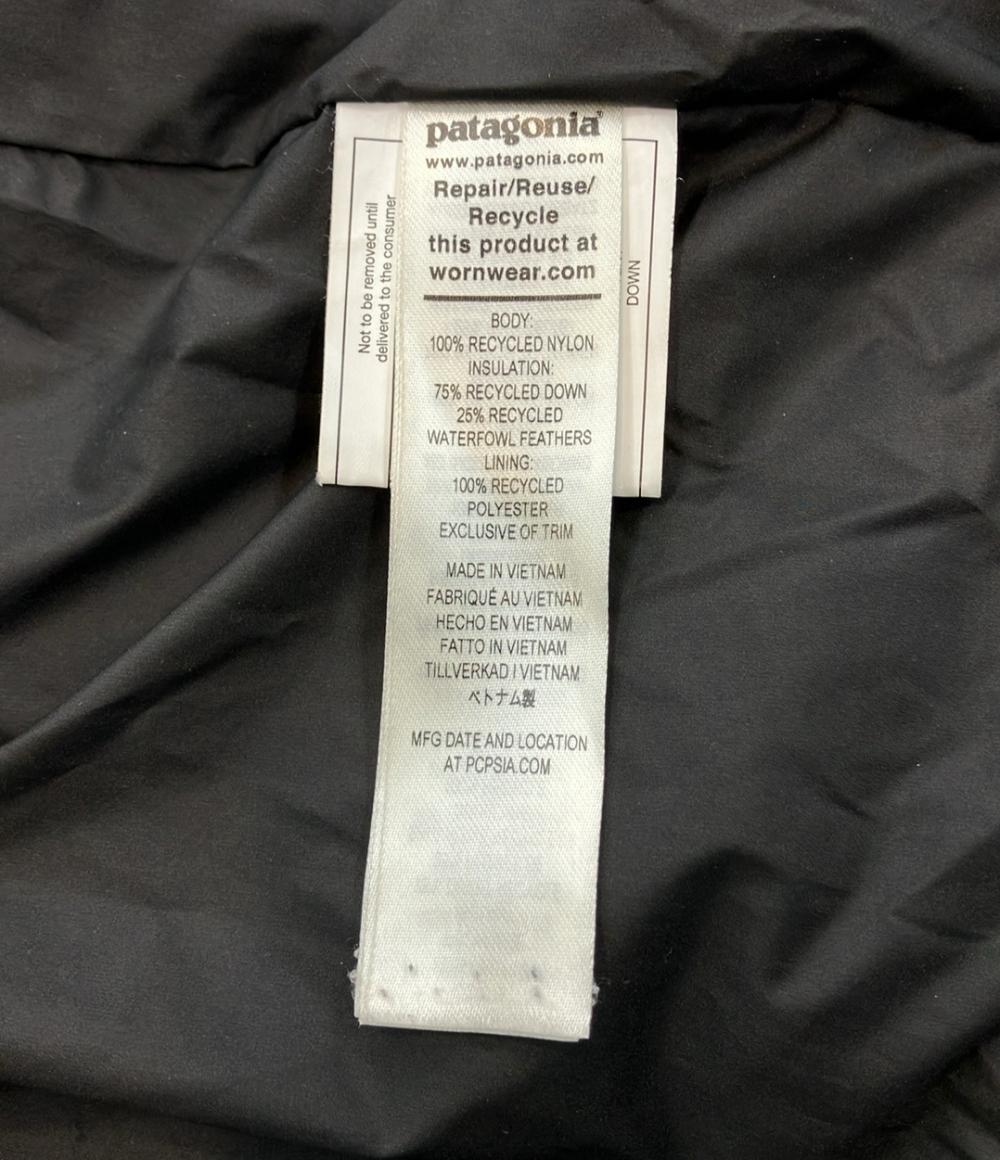 patagonia®
www.patagonia.com
Repair/Reuse/
Recycle
this product at
wornwear.com
BODY:
100% RECYCLED NYLON
INSULATION:
75% RECYCLED DOWN
25% RECYCLED
WATERFOWL FEATHERS
LINING:
100% RECYCLED
POLYESTER
EXCLUSIVE OF TRIM
MADE IN VIETNAM
FABRIQUÉ AU VIETNAM
HECHO EN VIETNAM
FATTO IN VIETNAM
TILLVERKAD I VIETNAM
ベトナム製
MFG DATE AND LOCATION
AT PCPSIA.COM
Not to be removed until
delivered to the consumer
DOWN